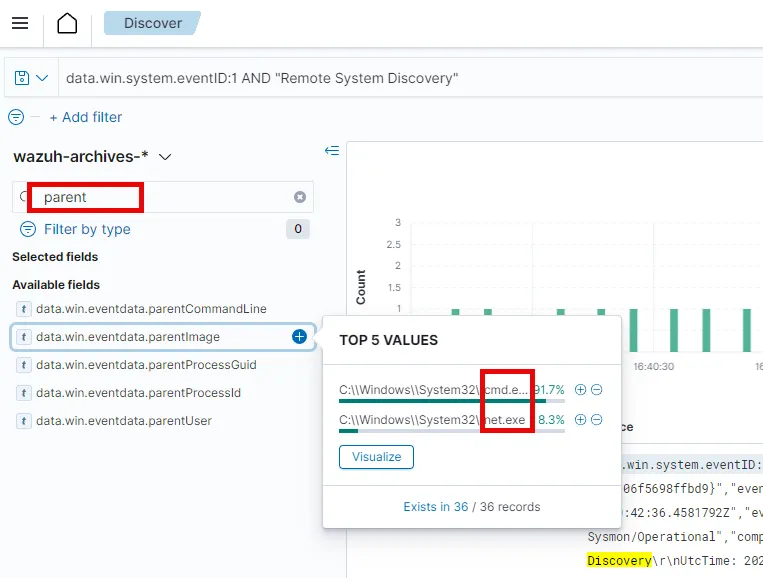 Discover
data.win.system.eventID:1 AND "Remote System Discovery"
+ Add filter
wazuh-archives-*
parent
Filter by type
0
Selected fields
Available fields
t data.win.eventdata.parentCommandLine
t data.win.eventdata.parentImage
t data.win.eventdata.parentProcessGuid
t data.win.eventdata.parentProcessId
t data.win.eventdata.parentUser
Count
3
2.5
2
1.5
1
16:40:30
16
TOP 5 VALUES
C:\\Windows\\System32\\cmd.e... 91.7%
C:\\Windows\\System32\\net.exe 8.3%
Visualize
Exists in 36 / 36 records
ce
.win.system.eventID:
06f5698ffbd9}","even
:42:36.4581792Z","ev
Sysmon/Operational","comp
Discovery\r\nUtcTime: 202